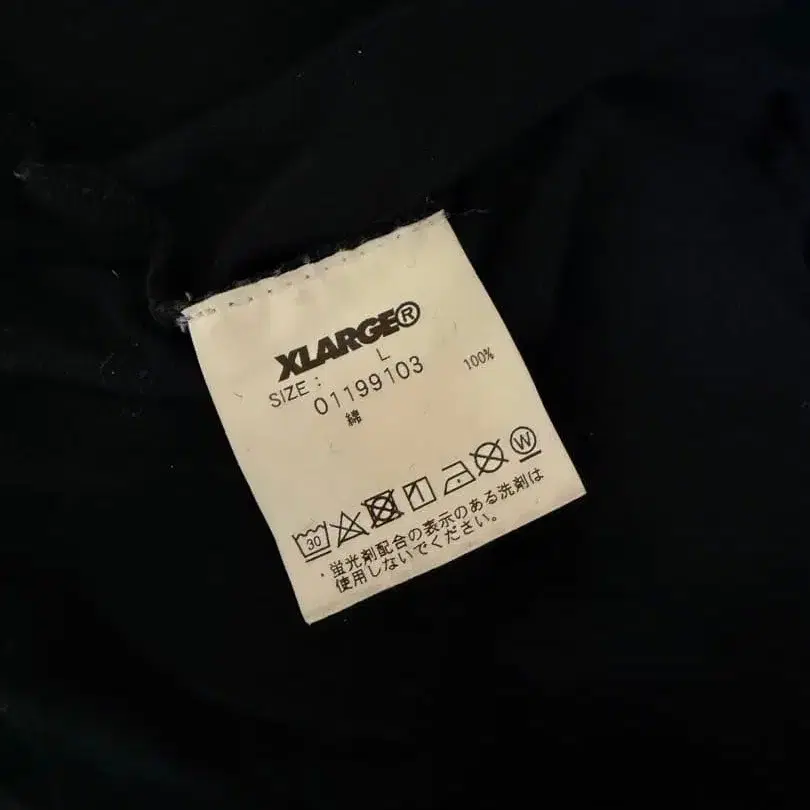 XLARGE®
SIZE : L
01199103
綿 100%
30 W
・蛍光剤配合の表示のある洗剤は
使用しないでください。